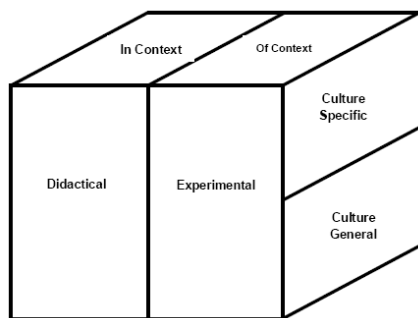 In Context
Of Context
Culture
Specific
Didactical
Experimental
Culture
General